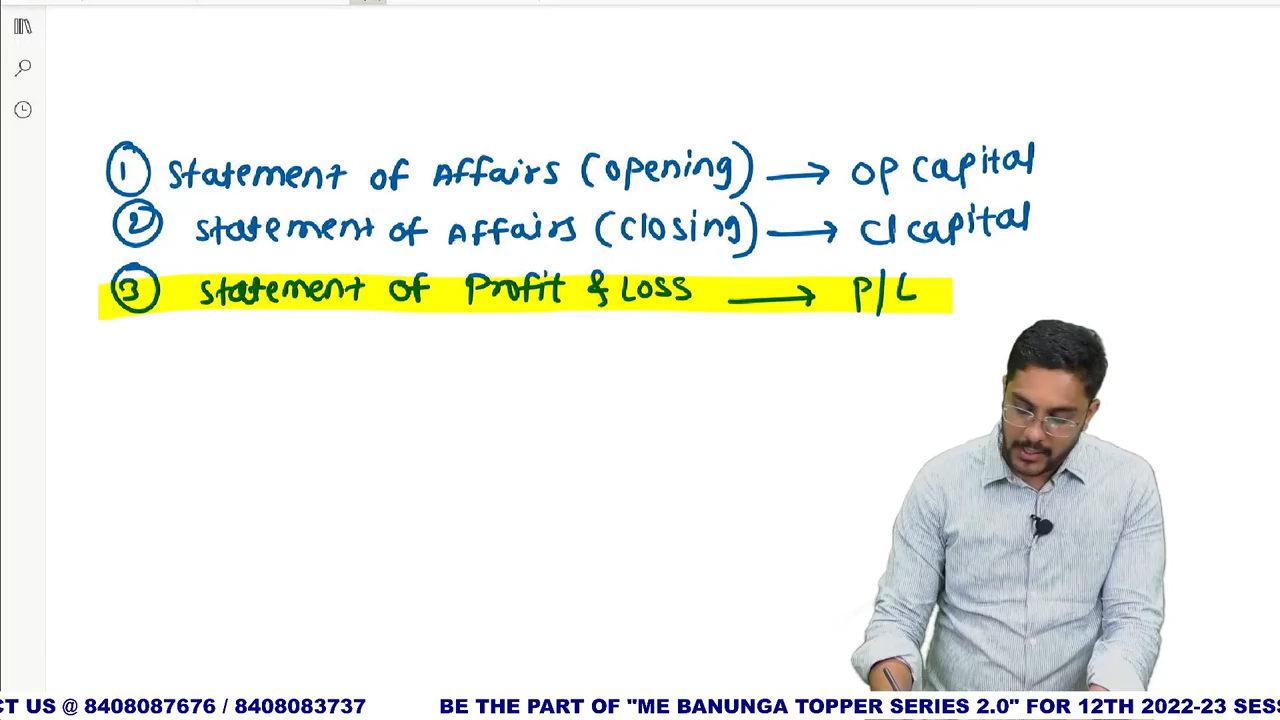 1 Statement of Affairs (opening) → op capital
2 statement of Affairs (closing) → cl capital
3 statement of Profit & Loss → P/L
CT US @ 8408087676 / 8408083737 BE THE PART OF "ME BANUNGA TOPPER SERIES 2.0" FOR 12TH 2022-23 SESS